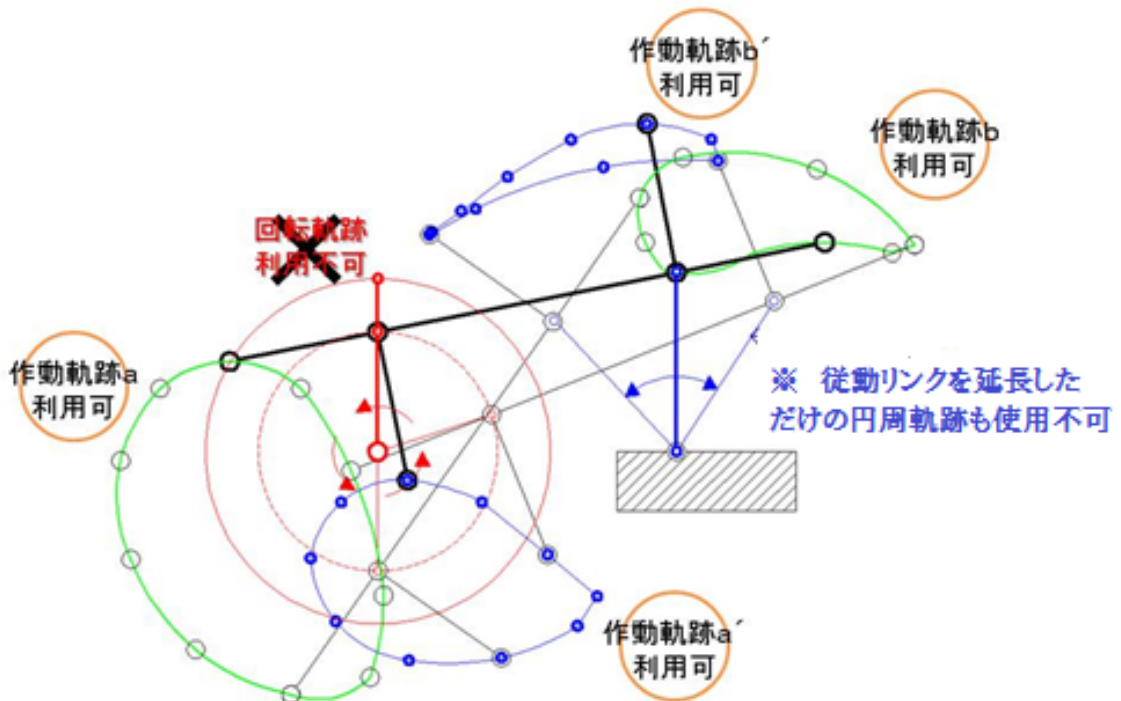 作動軌跡b´
利用可
作動軌跡b
利用可
回転軌跡
利用不可
作動軌跡a
利用可
※ 従動リンクを延長した
だけの円周軌跡も使用不可
作動軌跡a´
利用可